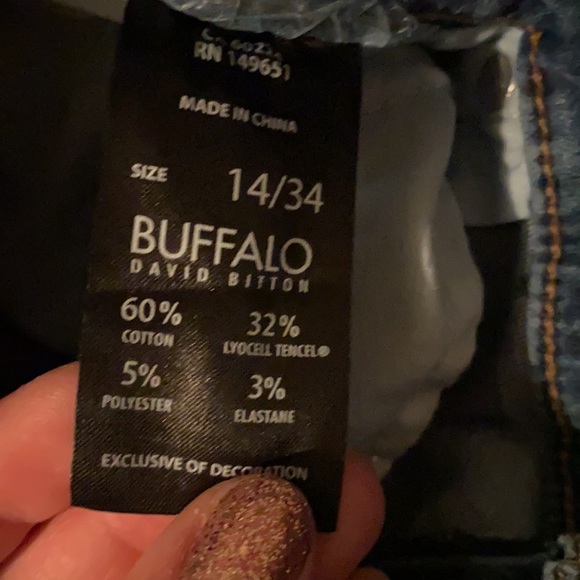 RN 149651
MADE IN CHINA
SIZE 14/34
BUFFALO
DAVID BITTON
60% 32%
COTTON LYOCELL TENCEL®
5% 3%
POLYESTER ELASTANE
EXCLUSIVE OF DECORATION